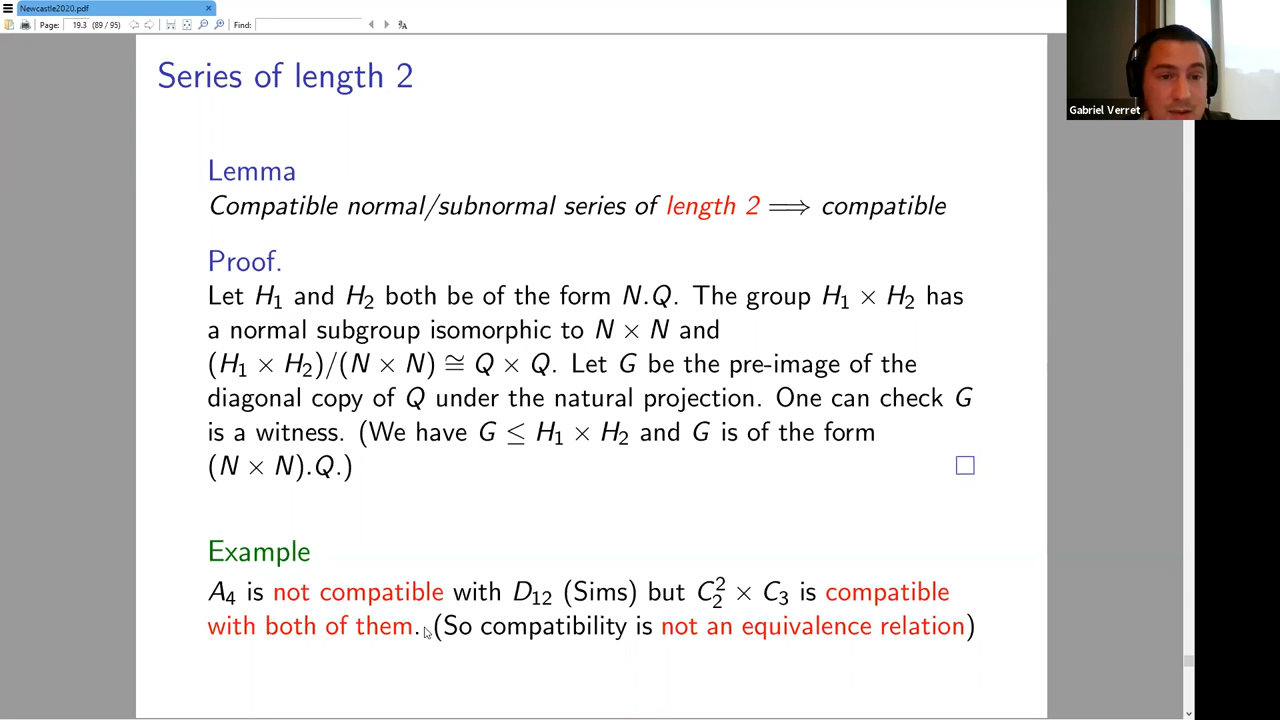 Newcastle2020.pdf
Page: 19.3 (89 / 95) Find:
Series of length 2
Gabriel Verret
Lemma
Compatible normal/subnormal series of length 2 ⟹ compatible
Proof.
Let H₁ and H₂ both be of the form N.Q. The group H₁ × H₂ has
a normal subgroup isomorphic to N × N and
(H₁ × H₂)/(N × N) ≅ Q × Q. Let G be the pre-image of the
diagonal copy of Q under the natural projection. One can check G
is a witness. (We have G ≤ H₁ × H₂ and G is of the form
(N × N).Q.)
Example
A₄ is not compatible with D₁₂ (Sims) but C₂² × C₃ is compatible
with both of them. (So compatibility is not an equivalence relation)